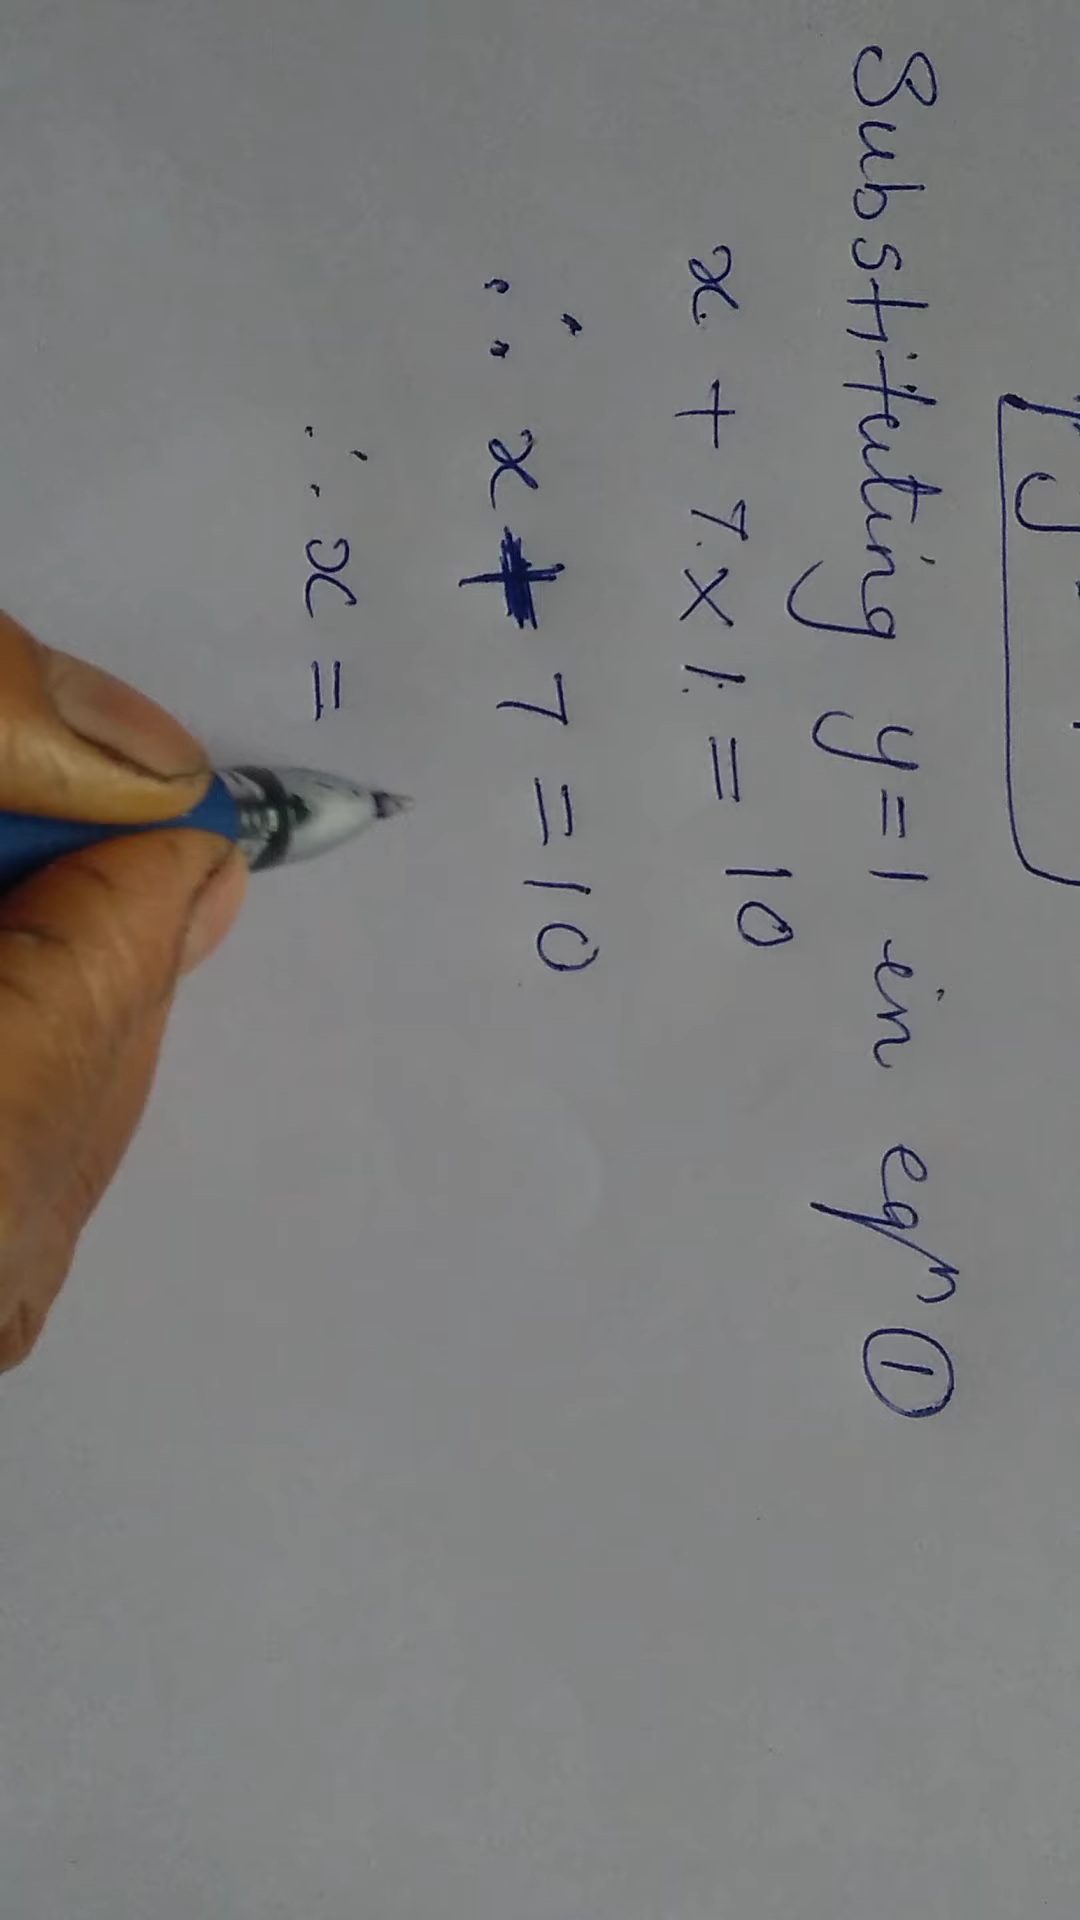 Substituting y=1 in eqn ①
x + 7 × 1 = 10
∴ x + 7 = 10
∴ x =